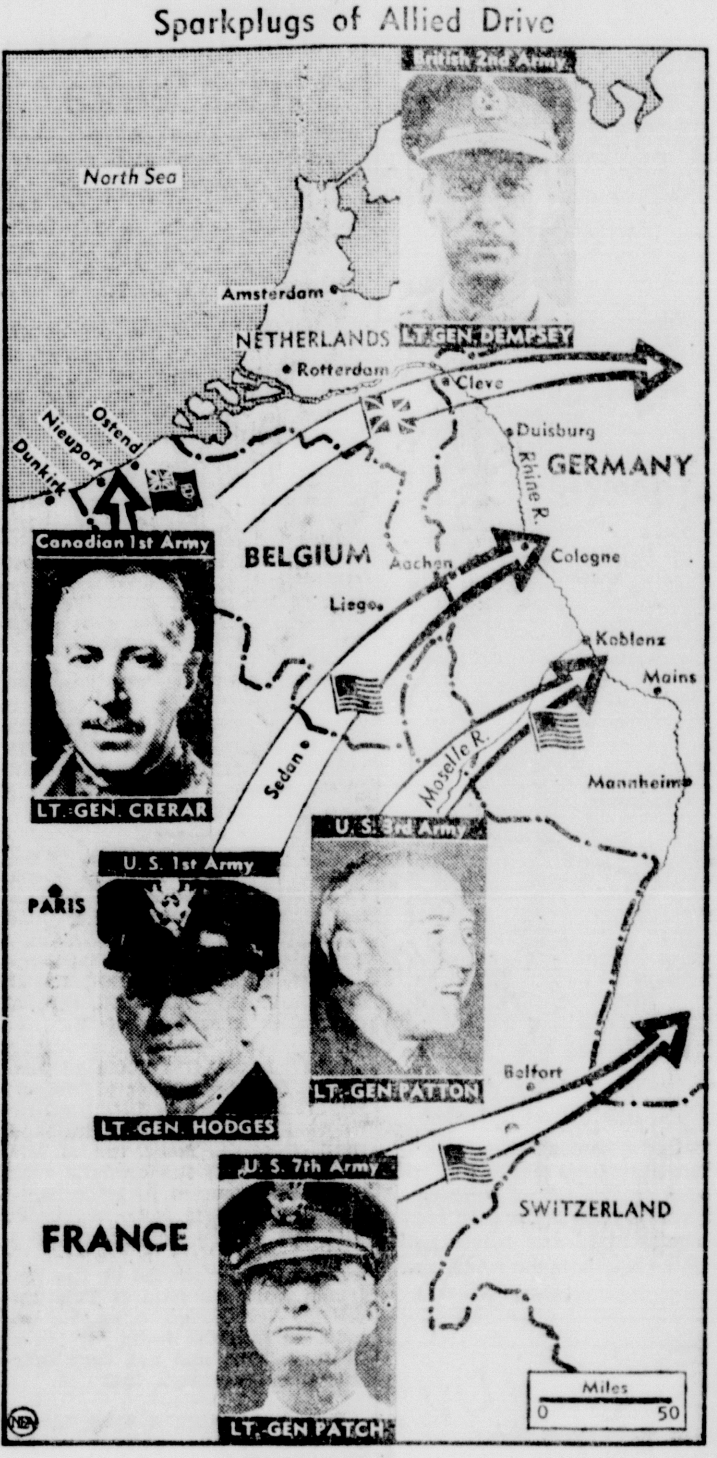 Sparkplugs of Allied Drive
British 2nd Army
North Sea
Amsterdam
NETHERLANDS
LT. GEN. DEMPSEY
Rotterdam
Cleve
Ostend
Nieuport
Dunkirk
Duisburg
Rhine R.
GERMANY
Canadian 1st Army
BELGIUM
Aachen
Cologne
Liege
Koblenz
Mains
LT. GEN. CRERAR
Sedan
Moselle R.
Mannheim
U. S. 3rd Army
U. S. 1st Army
PARIS
Belfort
LT. GEN PATTON
LT. GEN. HODGES
U. S. 7th Army
SWITZERLAND
FRANCE
Miles
0 50
LT. GEN PATCH
NEA